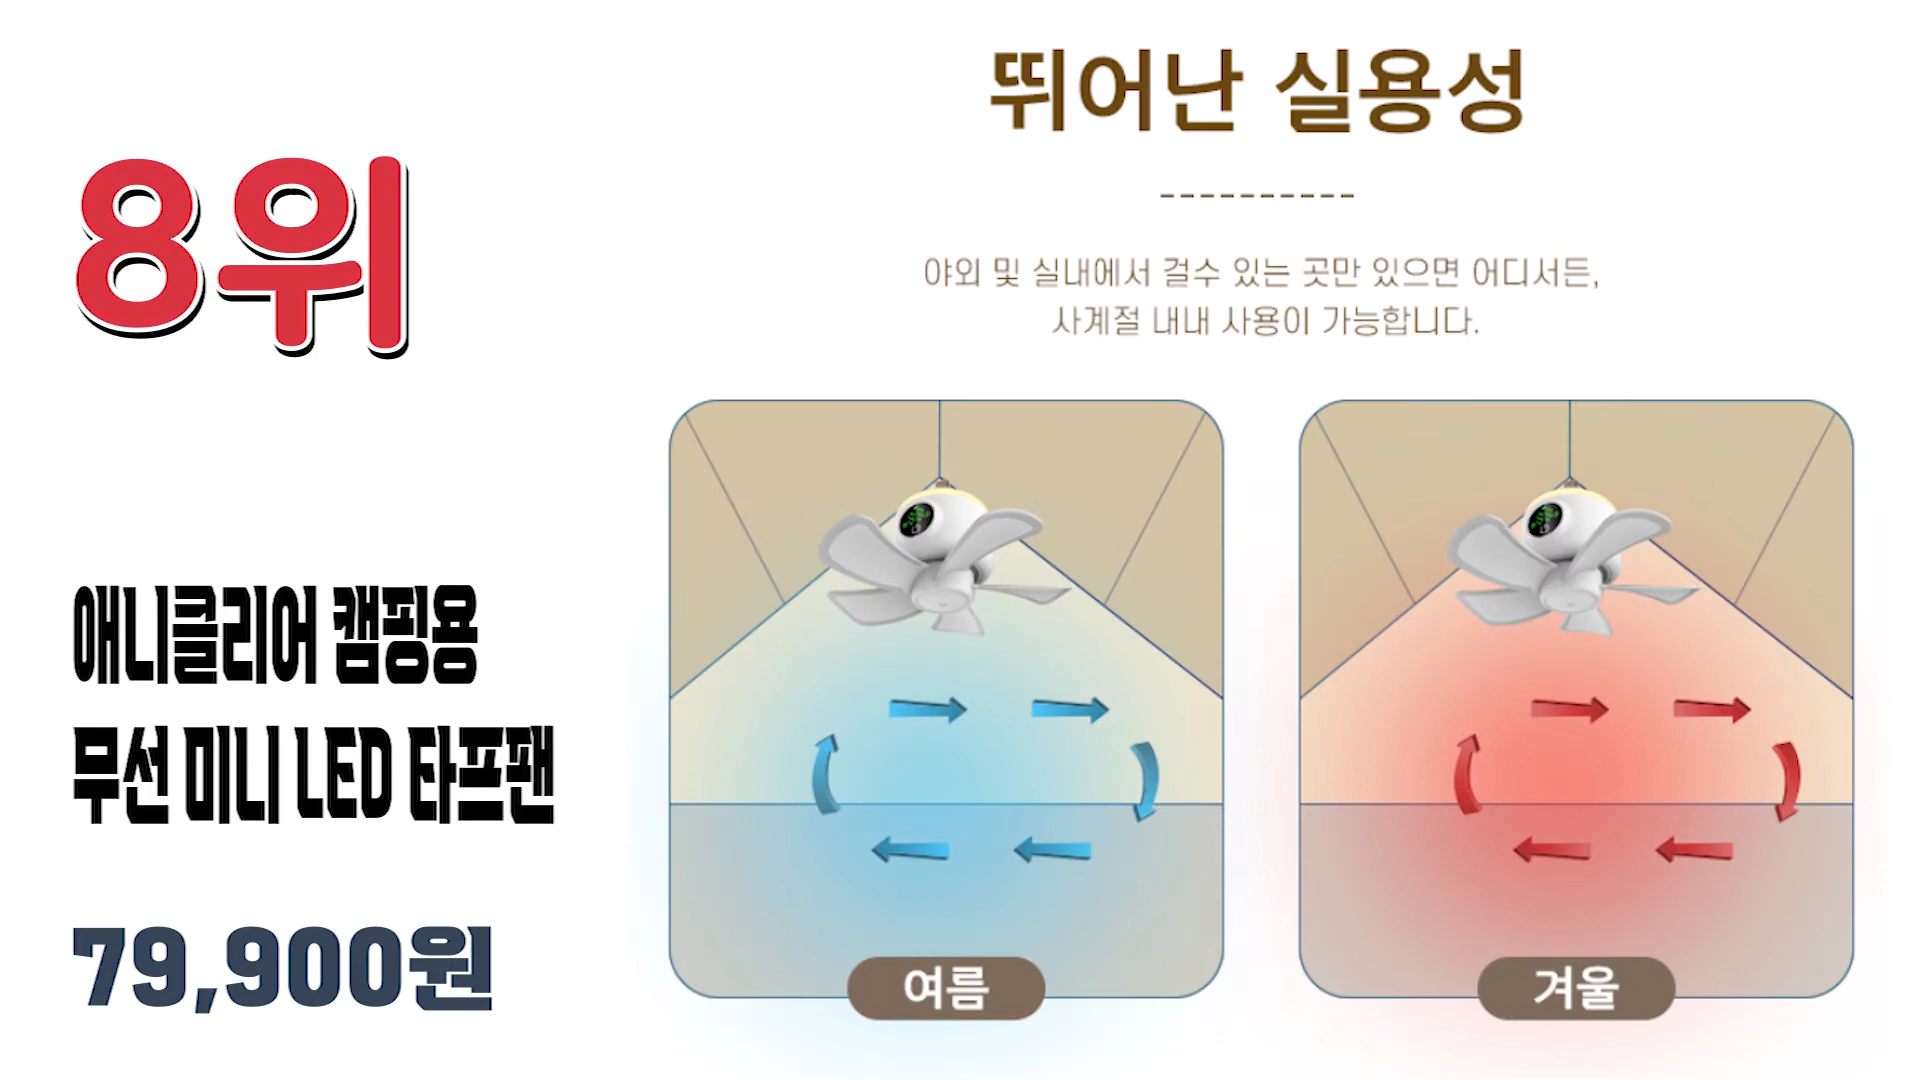 8위
애니클리어 캠핑용
무선 미니 LED 타프팬
79,900원
뛰어난 실용성
야외 및 실내에서 걸수 있는 곳만 있으면 어디서든,
사계절 내내 사용이 가능합니다.
여름
겨울